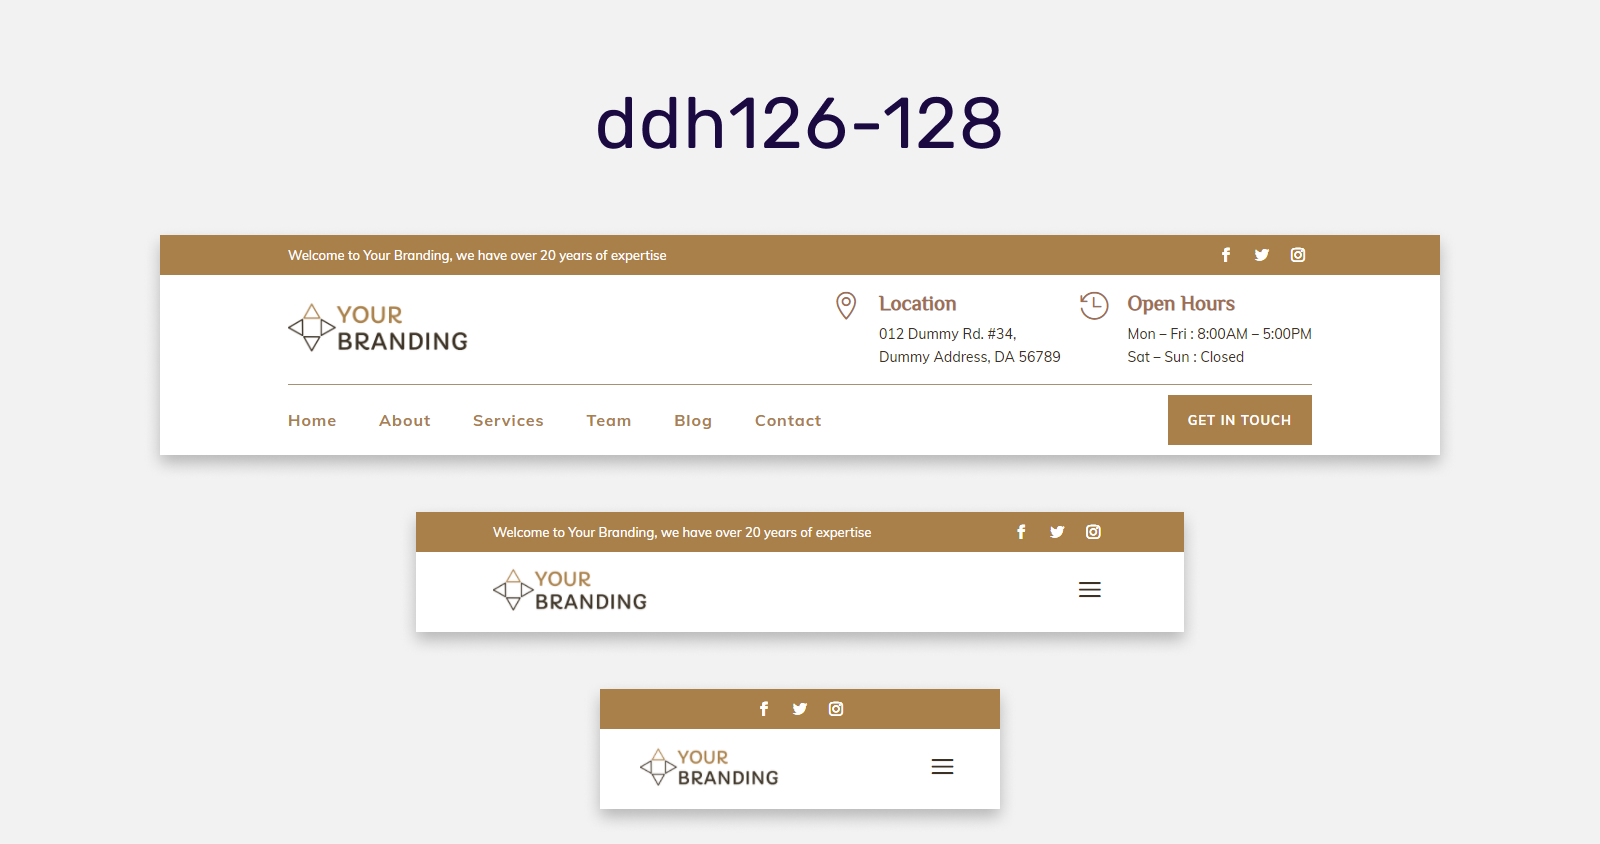 ddh126-128
Welcome to Your Branding, we have over 20 years of expertise
YOUR
BRANDING
Location
012 Dummy Rd. #34,
Dummy Address, DA 56789
Open Hours
Mon – Fri : 8:00AM – 5:00PM
Sat – Sun : Closed
Home About Services Team Blog Contact
GET IN TOUCH
Welcome to Your Branding, we have over 20 years of expertise
YOUR
BRANDING
YOUR
BRANDING